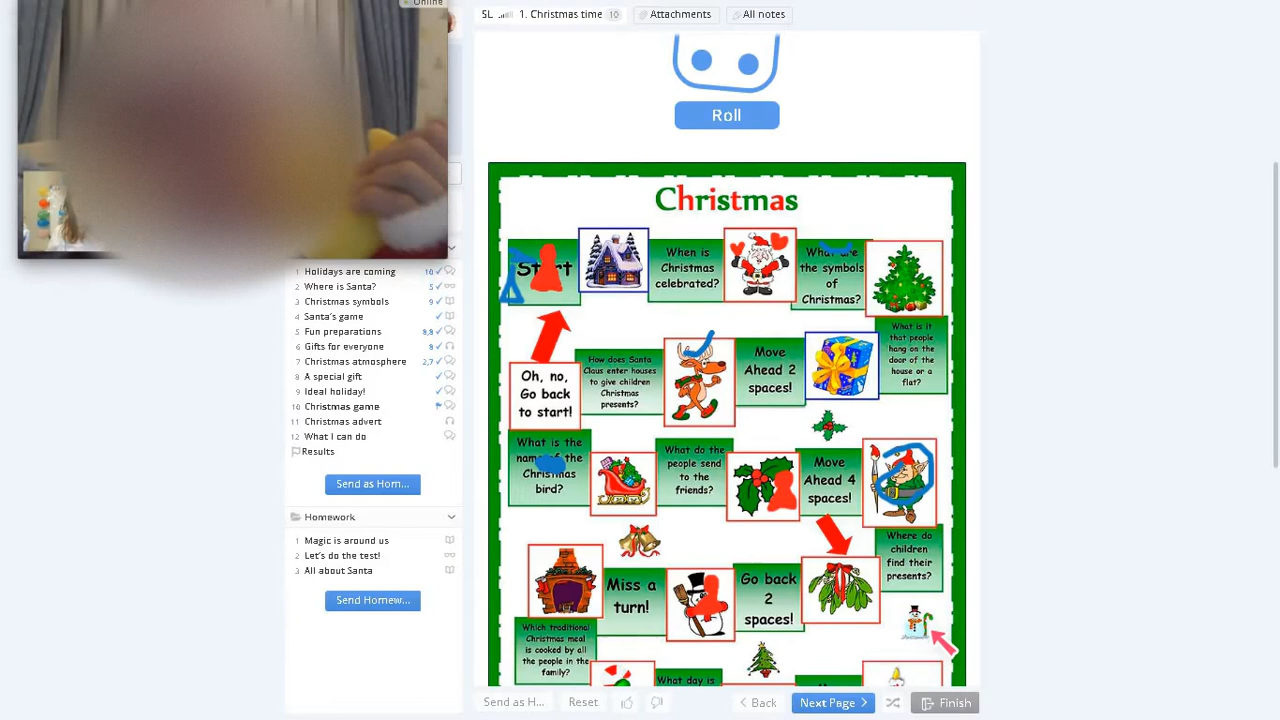 Online
SL
1. Christmas time 10
Attachments
All notes
Roll
1 Holidays are coming 10
2 Where is Santa? 5
3 Christmas symbols 9
4 Santa's game
5 Fun preparations 8,8
6 Gifts for everyone 8
7 Christmas atmosphere 2,7
8 A special gift
9 Ideal holiday!
10 Christmas game
11 Christmas advert
12 What I can do
Results
Send as Hom...
Homework
1 Magic is around us
2 Let's do the test!
3 All about Santa
Send Homew...
Christmas
Start
When is
Christmas
celebrated?
What are
the symbols
of
Christmas?
What is it
that people
hang on the
door of the
house or a
flat?
Move
Ahead 2
spaces!
How does Santa
Claus enter houses
to give children
Christmas
presents?
Oh, no,
Go back
to start!
What is the
name of the
Christmas
bird?
What do the
people send
to the
friends?
Move
Ahead 4
spaces!
Where do
children
find their
presents?
Go back
2
spaces!
Miss a
turn!
Which traditional
Christmas meal
is cooked by all
the people in the
family?
What day is
Send as H...
Reset
Back
Next Page
Finish